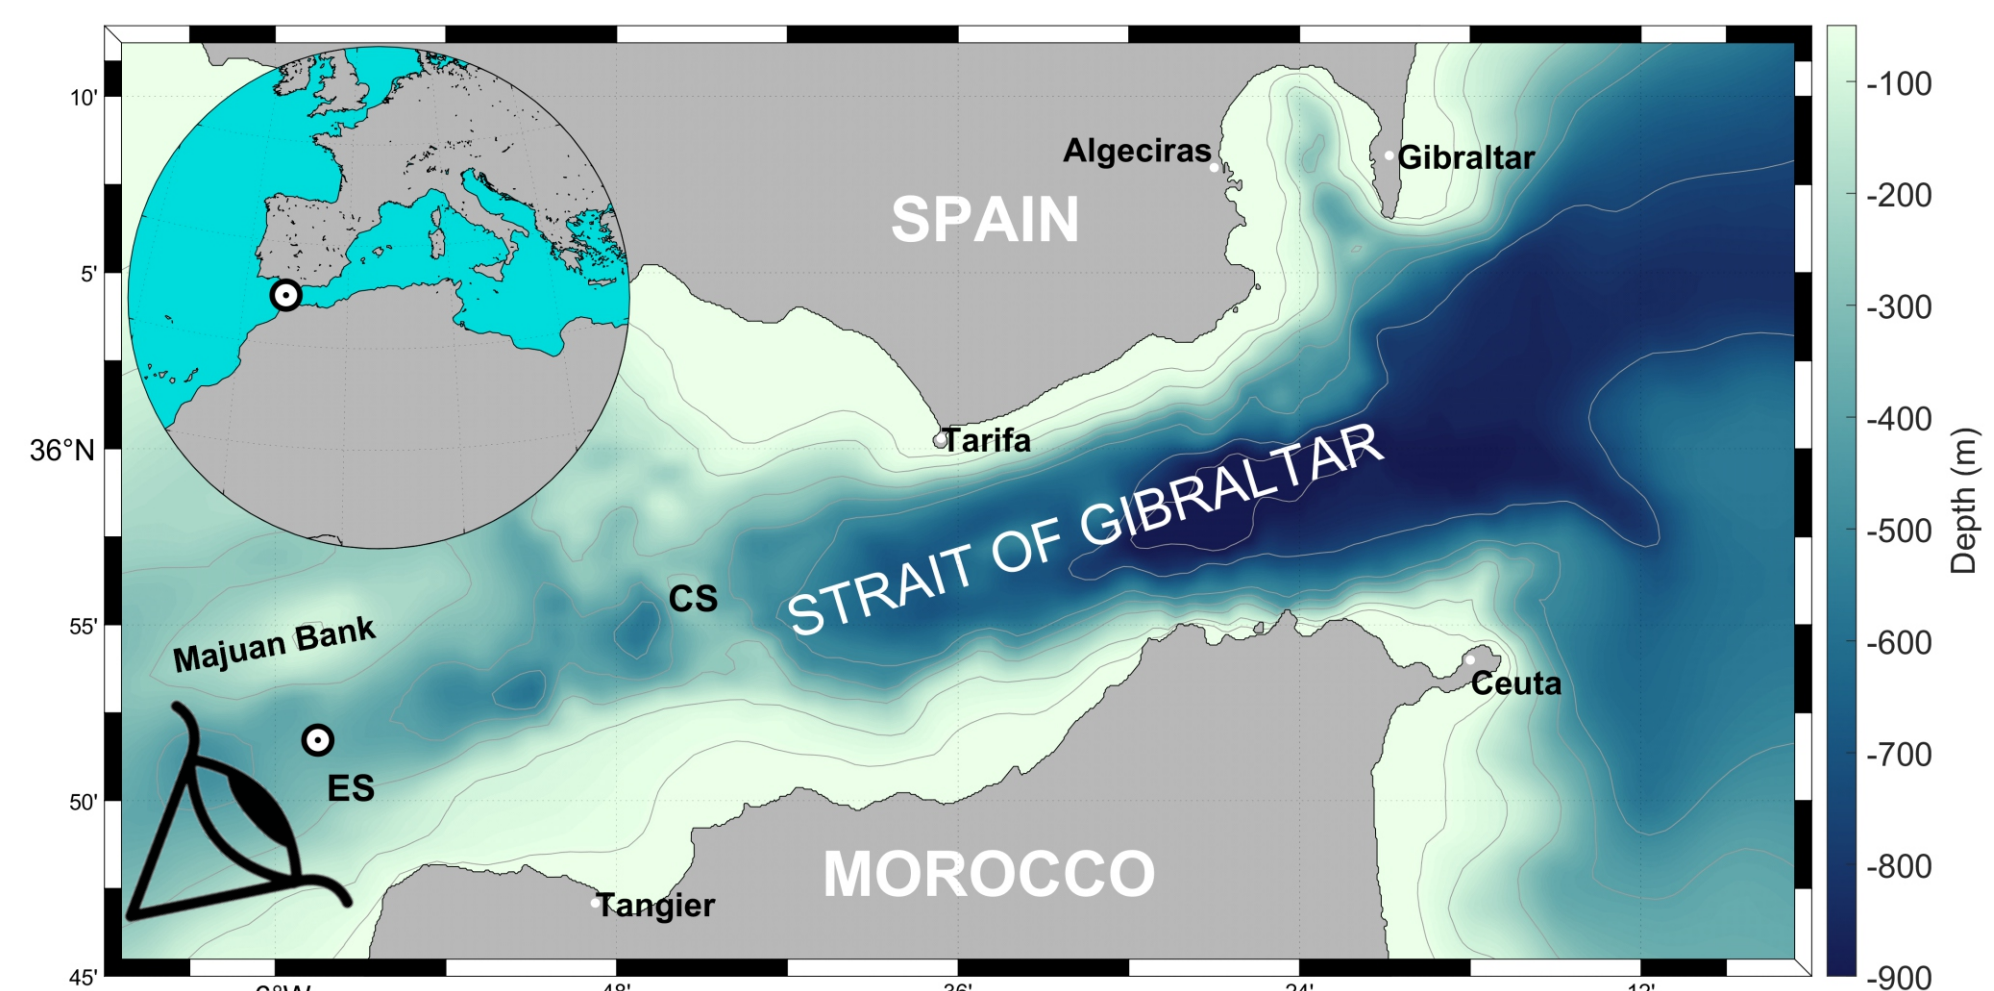 10'
5'
36°N
55'
50'
45'
Algeciras
Gibraltar
SPAIN
Tarifa
STRAIT OF GIBRALTAR
CS
Majuan Bank
ES
Ceuta
MOROCCO
Tangier
6°W
48'
36'
24'
12'
-100
-200
-300
-400
-500
-600
-700
-800
-900
Depth (m)